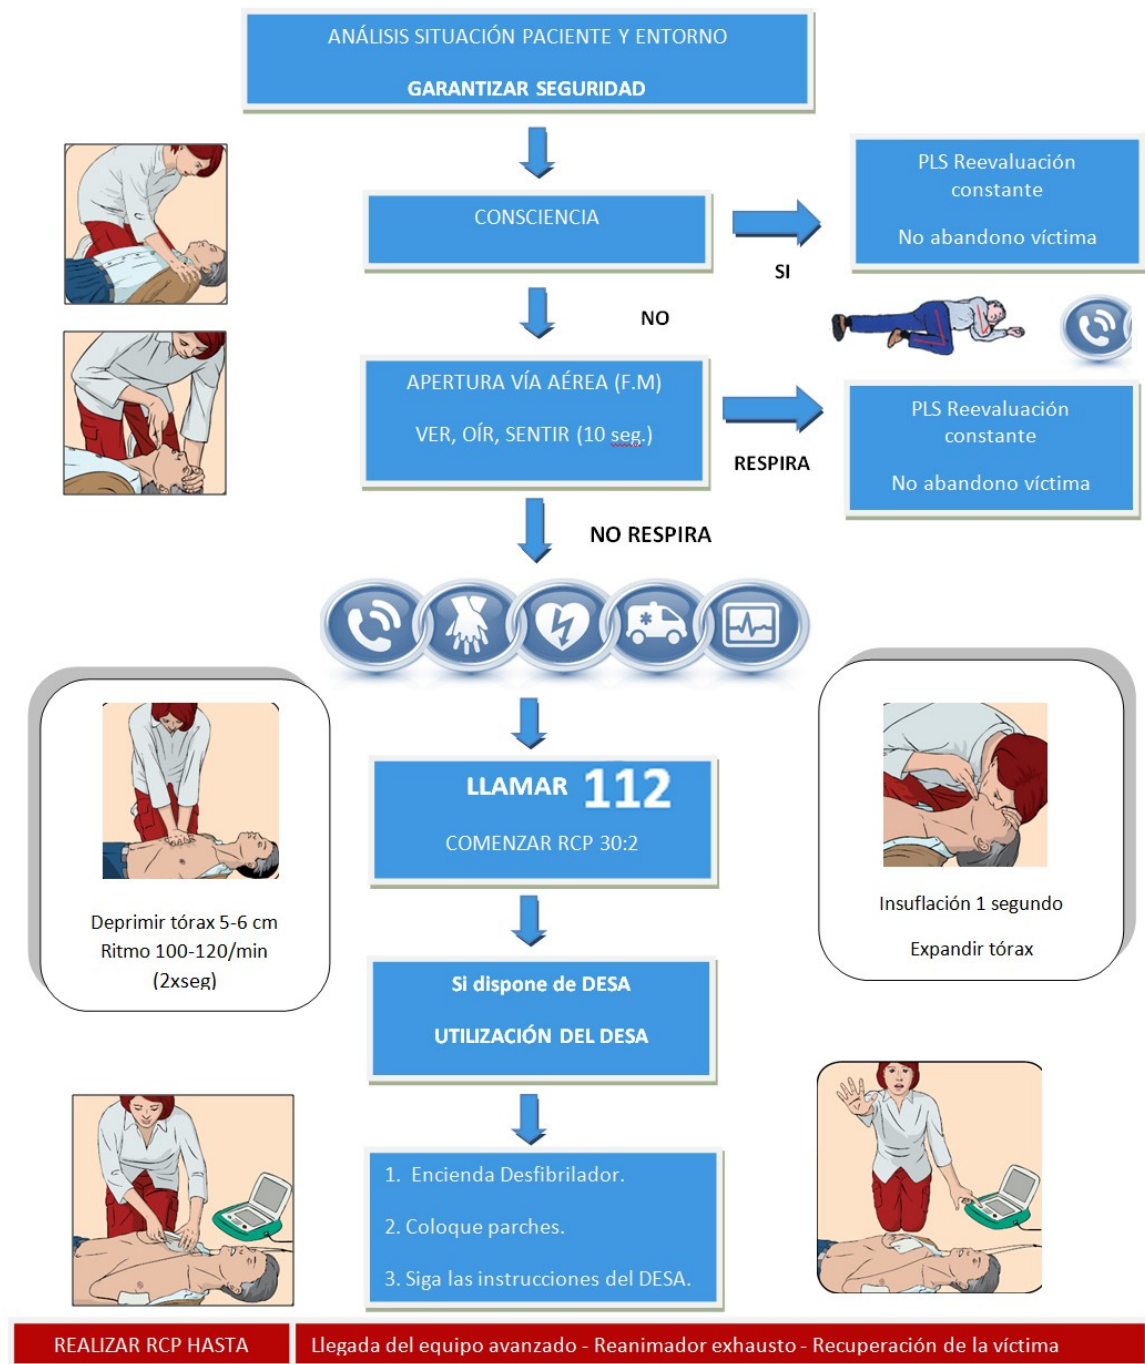 ANÁLISIS SITUACIÓN PACIENTE Y ENTORNO
GARANTIZAR SEGURIDAD
CONSCIENCIA
SI
PLS Reevaluación
constante
No abandono víctima
NO
APERTURA VÍA AÉREA (F.M)
VER, OÍR, SENTIR (10 seg.)
RESPIRA
PLS Reevaluación
constante
No abandono víctima
NO RESPIRA
LLAMAR 112
COMENZAR RCP 30:2
Deprimir tórax 5-6 cm
Ritmo 100-120/min
(2xseg)
Insuflación 1 segundo
Expandir tórax
Si dispone de DESA
UTILIZACIÓN DEL DESA
1. Encienda Desfibrilador.
2. Coloque parches.
3. Siga las instrucciones del DESA.
REALIZAR RCP HASTA
Llegada del equipo avanzado - Reanimador exhausto - Recuperación de la víctima